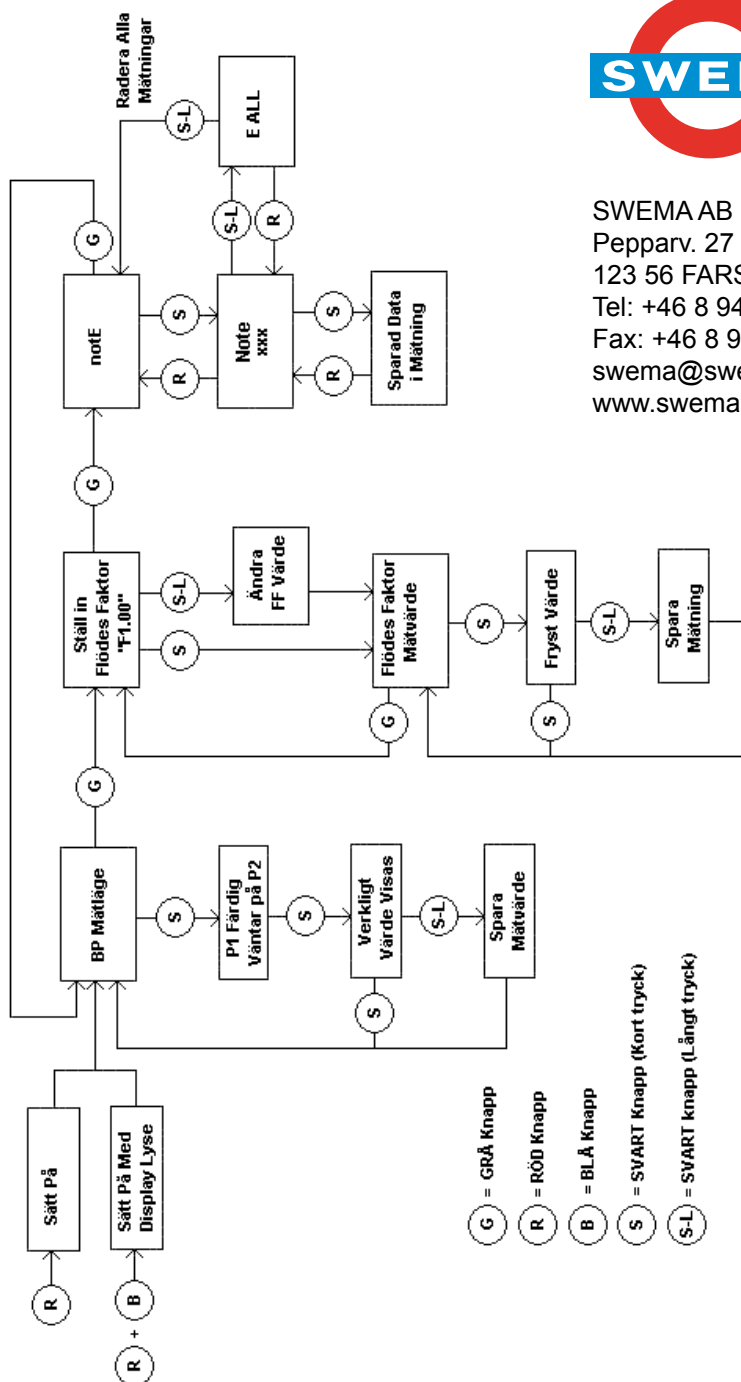 Sätt På
R
Sätt På Med
Display Lyse
R + B
BP Mätläge
G
S
P1 Färdig
Väntar på P2
S
Verkligt
Värde Visas
S
S-L
Spara
Mätvärde
Ställ in
Flödes Faktor
"F1.00"
G
S
S-L
Ändra
FF Värde
Flödes Faktor
Mätvärde
G
S
Fryst Värde
S
S-L
Spara
Mätning
notE
G
R
S
Note
xxx
S-L
R
E ALL
S-L
Radera Alla
Mätningar
R
S
Sparad Data
i Mätning
G = GRÅ Knapp
R = RÖD Knapp
B = BLÅ Knapp
S = SVART Knapp (Kort tryck)
S-L = SVART knapp (Långt tryck)
SWE
SWEMA AB
Pepparv. 27
123 56 FARS
Tel: +46 8 94
Fax: +46 8 9
swema@swe
www.swema